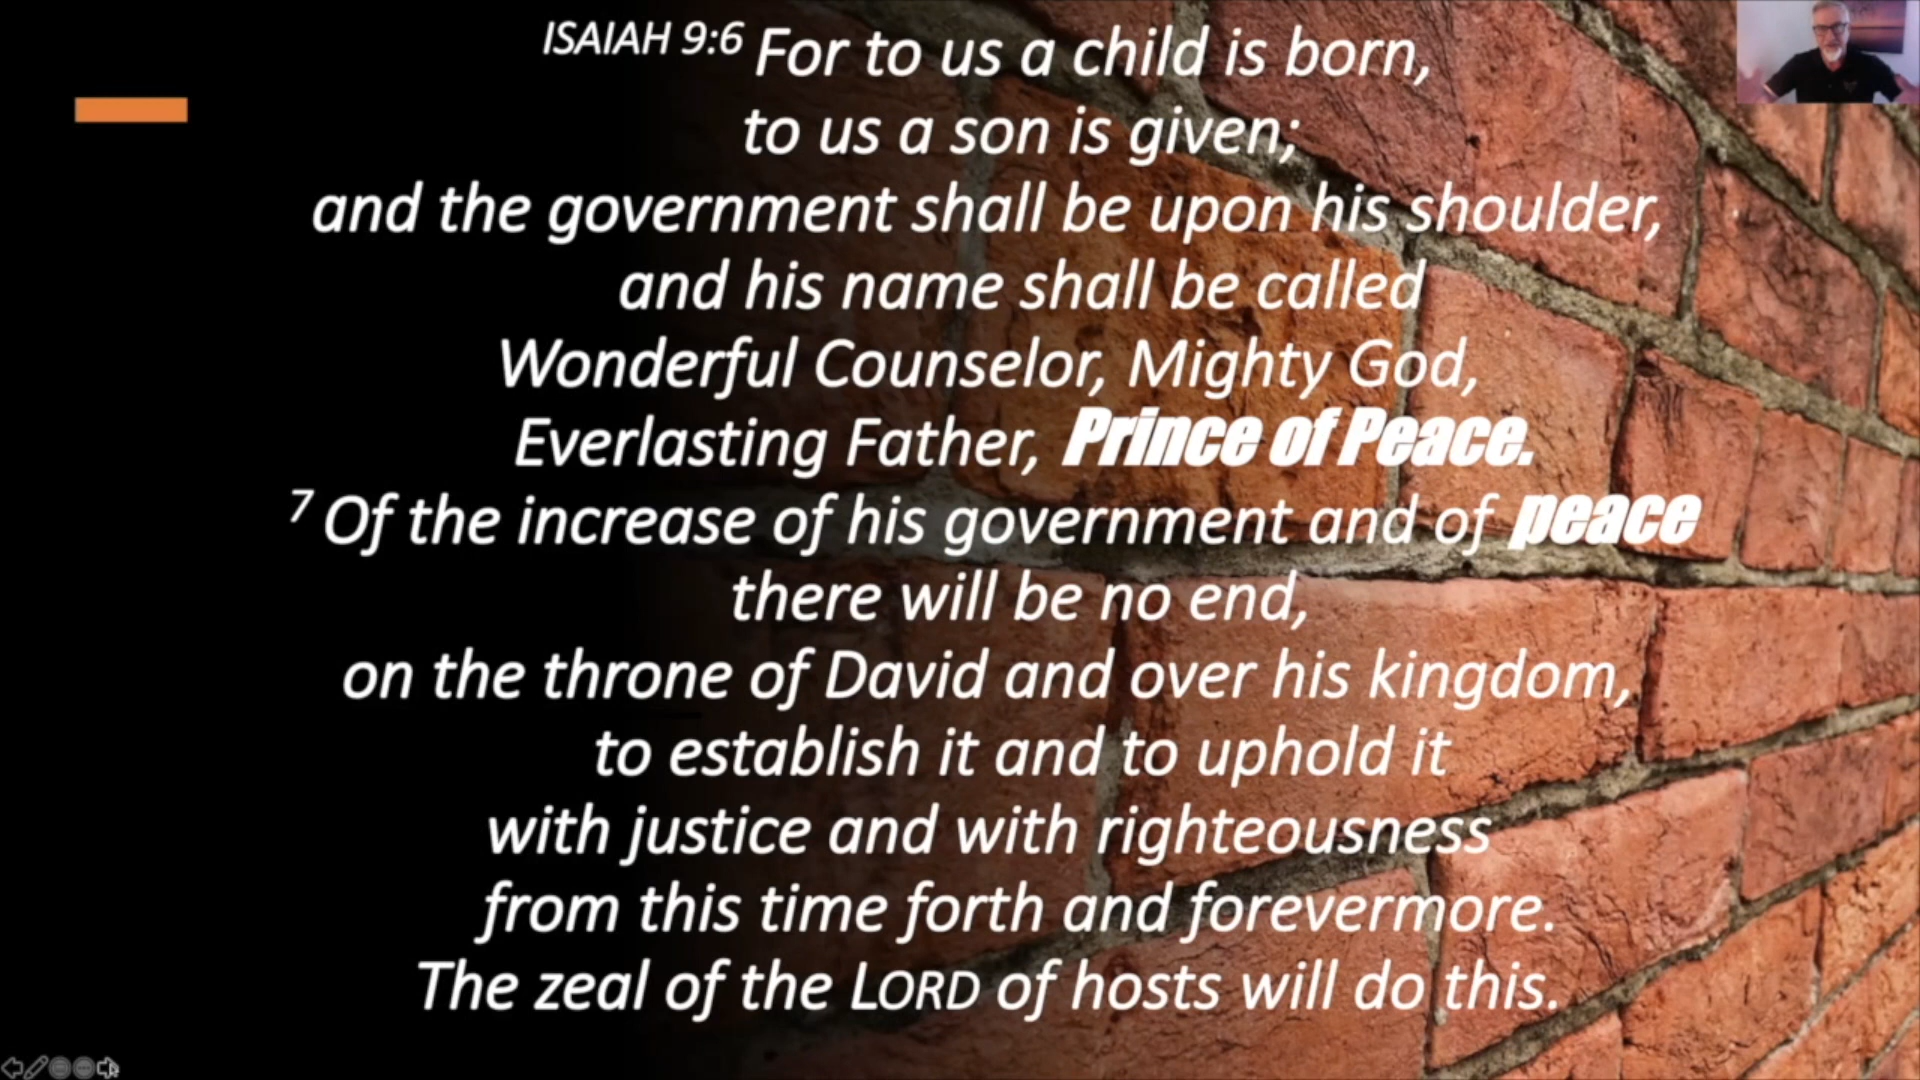 ISAIAH 9:6 For to us a child is born,
to us a son is given;
and the government shall be upon his shoulder,
and his name shall be called
Wonderful Counselor, Mighty God,
Everlasting Father, Prince of Peace.
7 Of the increase of his government and of peace
there will be no end,
on the throne of David and over his kingdom,
to establish it and to uphold it
with justice and with righteousness
from this time forth and forevermore.
The zeal of the LORD of hosts will do this.